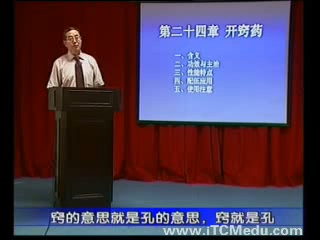 第二十四章 开窍药
一、含义
二、功效与主治
三、性能特点
四、配伍应用
五、使用注意
窍的意思就是孔的意思，窍就是孔
www.iTCMedu.com